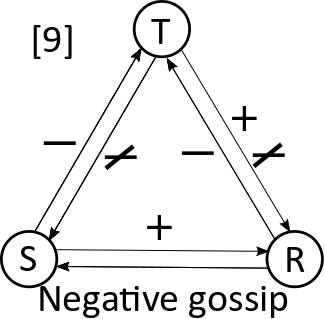 [9]
T
+
− −̸ − −̸
+
S R
Negative gossip